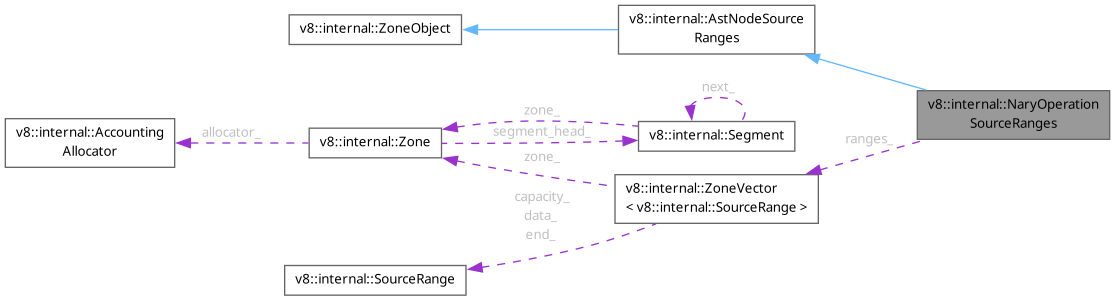 v8::internal::ZoneObject
v8::internal::AstNodeSource
Ranges
v8::internal::NaryOperation
SourceRanges
next_
v8::internal::Segment
zone_
segment_head_
v8::internal::Accounting
Allocator
allocator_
v8::internal::Zone
ranges_
zone_
v8::internal::ZoneVector
< v8::internal::SourceRange >
capacity_
data_
end_
v8::internal::SourceRange